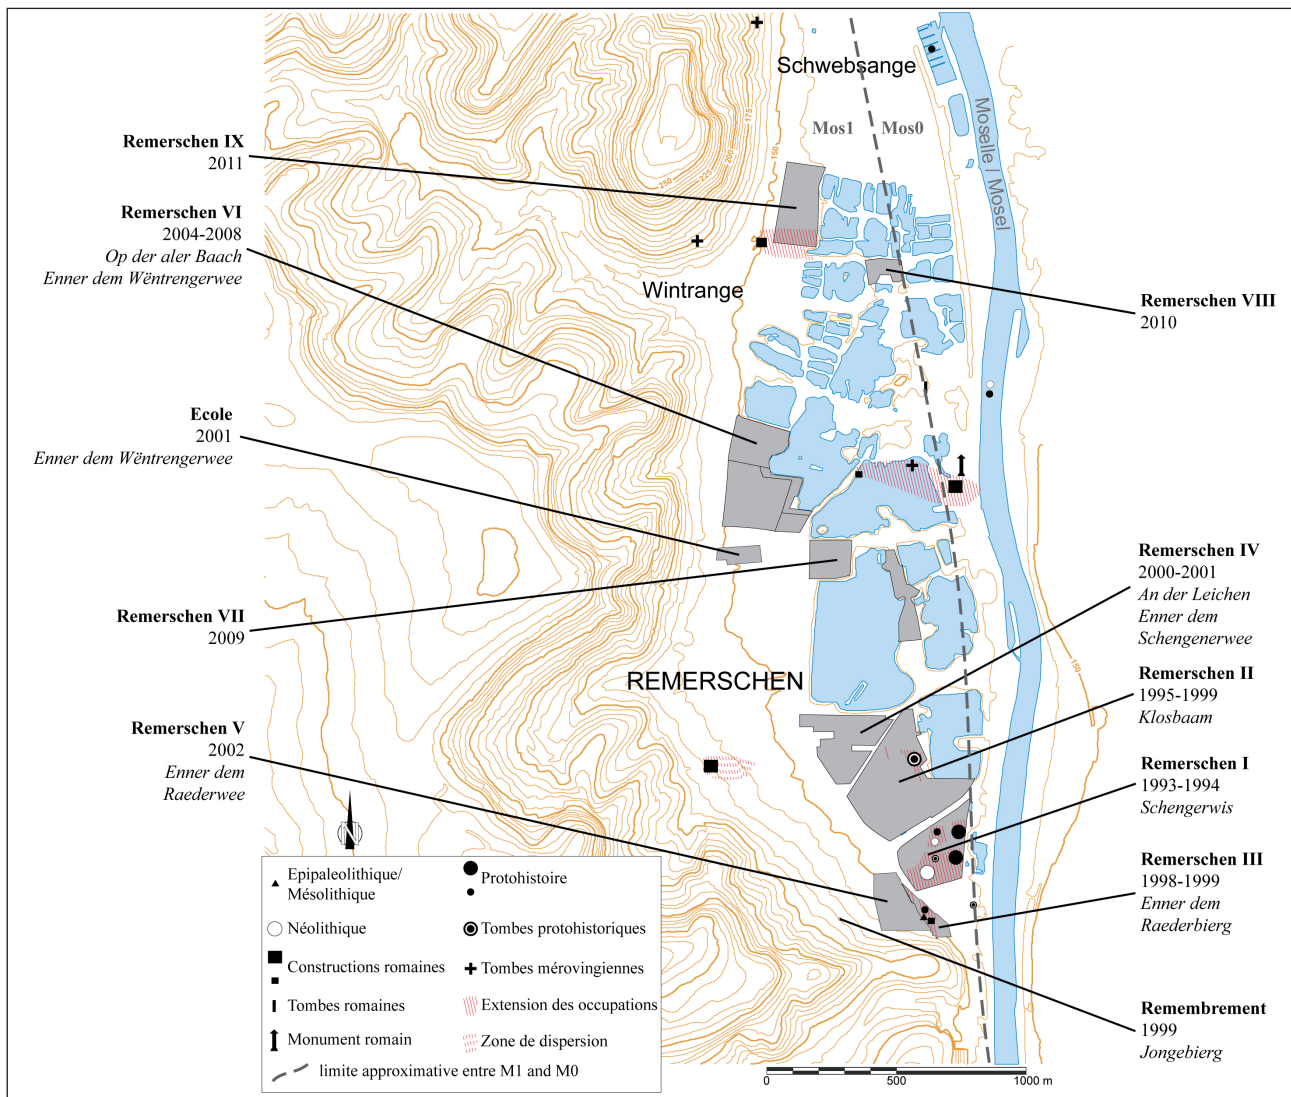 Schwebsange
Mos1
Mos0
Moselle / Mosel
175
200
225
250
150
Remerschen IX
2011
Remerschen VI
2004-2008
Op der aler Baach
Enner dem Wëntrengerwee
Wintrange
Remerschen VIII
2010
Ecole
2001
Enner dem Wëntrengerwee
Remerschen VII
2009
REMERSCHEN
150
Remerschen IV
2000-2001
An der Leichen
Enner dem
Schengenerwee
Remerschen II
1995-1999
Klosbaam
Remerschen V
2002
Enner dem
Raederwee
Remerschen I
1993-1994
Schengerwis
Remerschen III
1998-1999
Enner dem
Raederbierg
Remembrement
1999
Jongebierg
N
Epipaleolithique/
Mésolithique
Néolithique
Constructions romaines
Tombes romaines
Monument romain
Protohistoire
Tombes protohistoriques
Tombes mérovingiennes
Extension des occupations
Zone de dispersion
limite approximative entre M1 and M0
0 500 1000 m